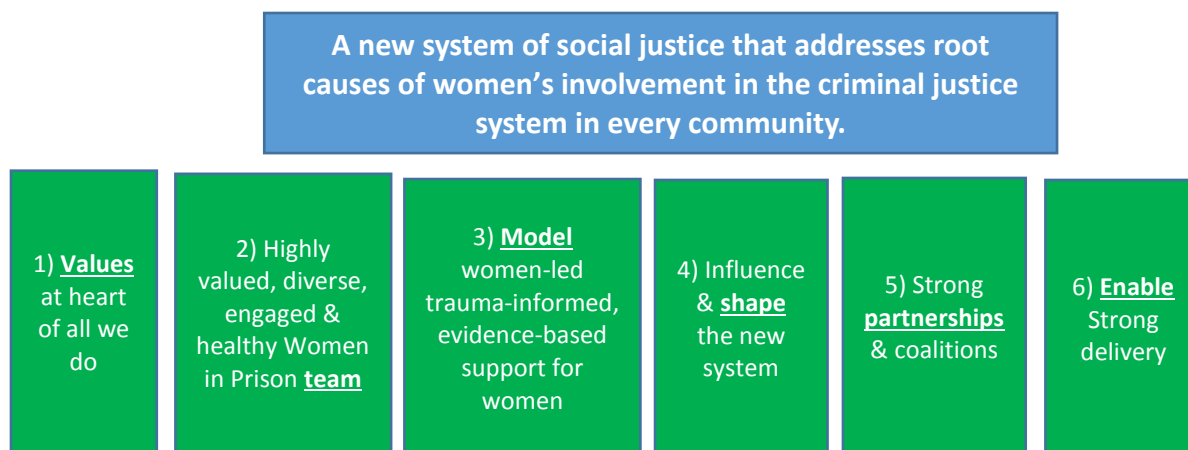 A new system of social justice that addresses root
causes of women’s involvement in the criminal justice
system in every community.
1) Values
at heart
of all we
do
2) Highly
valued, diverse,
engaged &
healthy Women
in Prison team
3) Model
women-led
trauma-informed,
evidence-based
support for
women
4) Influence
& shape
the new
system
5) Strong
partnerships
& coalitions
6) Enable
Strong
delivery